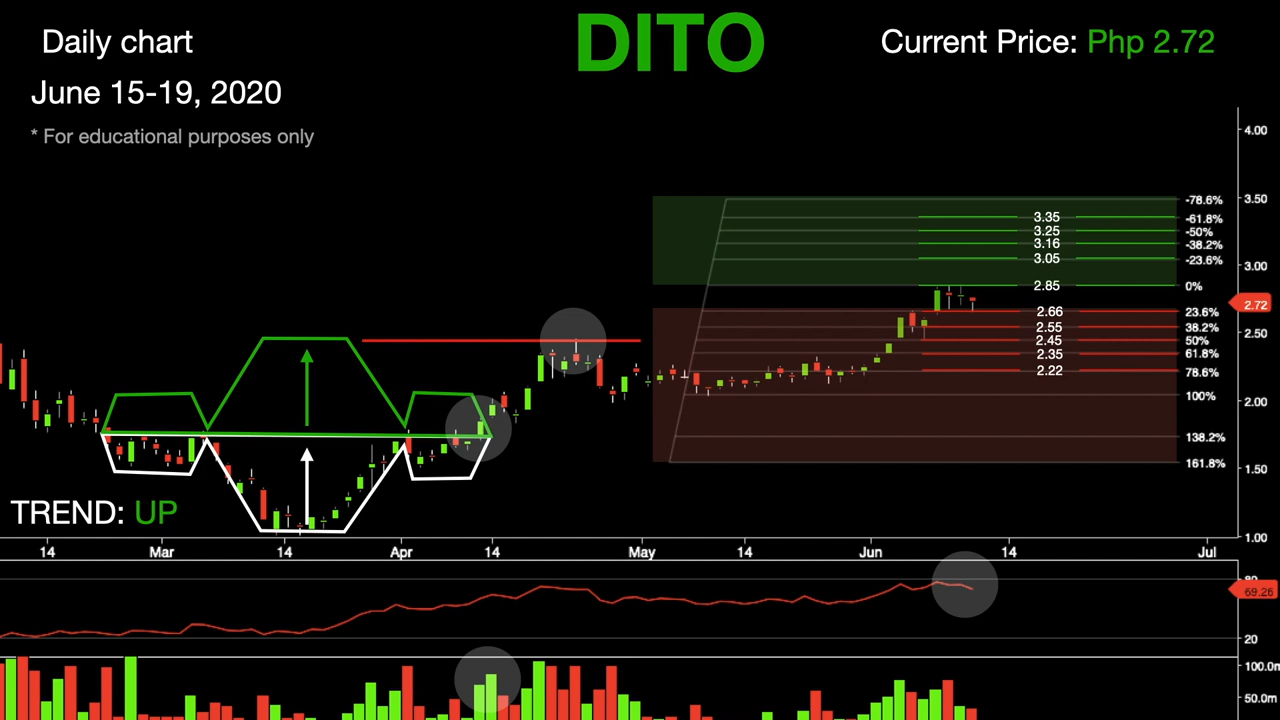 DITO
Daily chart
Current Price: Php 2.72
June 15-19, 2020
* For educational purposes only
4.00
3.50
3.00
2.72
2.50
2.00
1.50
1.00
-78.6%
3.35 -61.8%
3.25 -50%
3.16 -38.2%
3.05 -23.6%
2.85 0%
2.66 23.6%
2.55 38.2%
2.45 50%
2.35 61.8%
2.22 78.6%
100%
138.2%
161.8%
TREND: UP
14 Mar 14 Apr 14 May 14 Jun 14 Jul
80
69.26
20
100.0m
50.0m